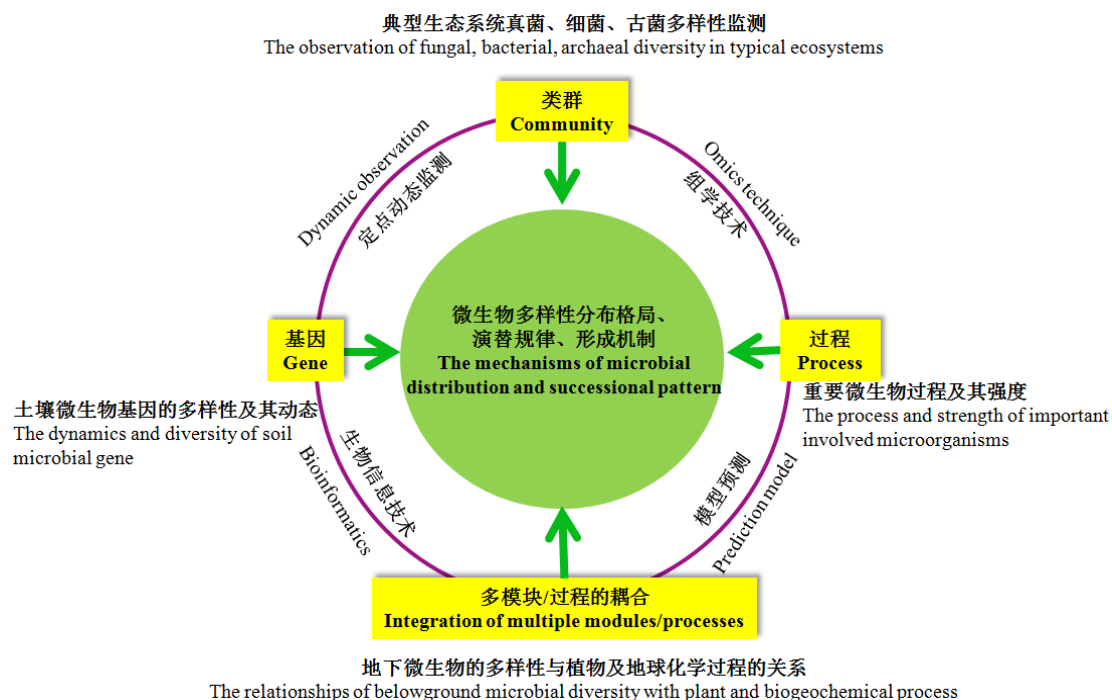 典型生态系统真菌、细菌、古菌多样性监测
The observation of fungal, bacterial, archaeal diversity in typical ecosystems
类群
Community
Dynamic observation
定点动态监测
Omics technique
组学技术
基因
Gene
微生物多样性分布格局、
演替规律、形成机制
The mechanisms of microbial
distribution and successional pattern
过程
Process
土壤微生物基因的多样性及其动态
The dynamics and diversity of soil
microbial gene
重要微生物过程及其强度
The process and strength of important
involved microorganisms
生物信息技术
Bioinformatics
模型预测
Prediction model
多模块/过程的耦合
Integration of multiple modules/processes
地下微生物的多样性与植物及地球化学过程的关系
The relationships of belowground microbial diversity with plant and biogeochemical process